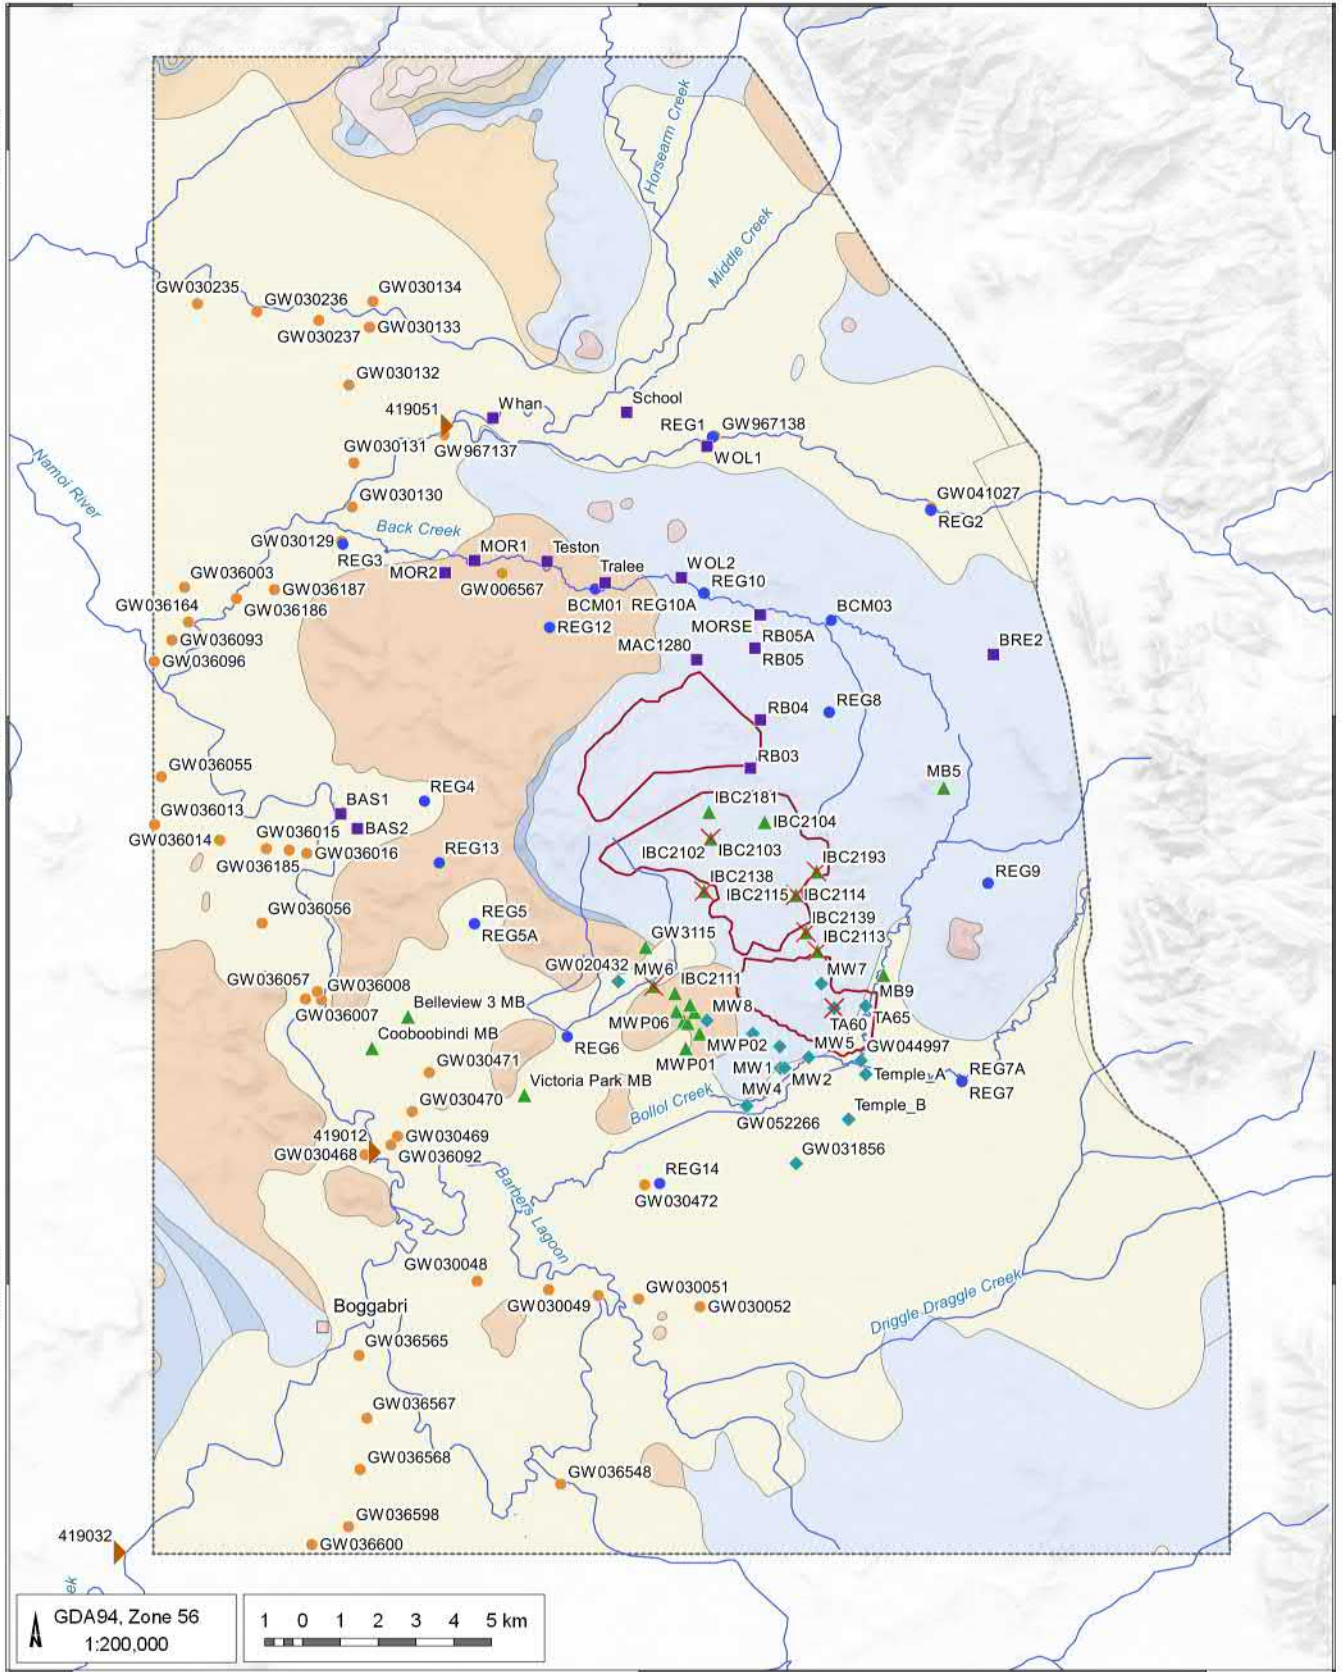 Horsearm Creek
Middle Creek
GW030235
GW030236
GW030134
GW030237
GW030133
GW030132
419051
Whan
School
REG1
GW967138
GW030131
GW967137
WOL1
Namoi River
GW030130
GW041027
REG2
Back Creek
GW030129
REG3
MOR1
Teston
WOL2
GW036003
MOR2
Tralee
REG10
GW036187
GW006567
GW036164
GW036186
BCM01
REG10A
BCM03
REG12
MORSE
RB05A
GW036093
MAC1280
RB05
BRE2
GW036096
RB04
REG8
RB03
GW036055
MB5
REG4
BAS1
IBC2181
GW036013
BAS2
IBC2104
GW036014
GW036015
GW036185
GW036016
REG13
IBC2102
IBC2103
IBC2193
IBC2138
REG9
IBC2115
IBC2114
GW036056
REG5
REG5A
IBC2139
IBC2113
GW3115
GW020432
MW6
IBC2111
MW7
GW036057
GW036008
MB9
GW036007
Belleview 3 MB
MW8
TA65
MWP06
TA60
Cooboobindi MB
REG6
MWP02
MW5
GW044997
MWP01
MW1
MW2
REG7A
GW030471
Temple_A
REG7
Victoria Park MB
MW4
Bollol Creek
GW030470
GW052266
Temple_B
419012
GW030469
GW030468
GW036092
GW031856
REG14
GW030472
Barbers Lagoon
GW030048
GW030049
GW030051
GW030052
Driggle Draggle Creek
Boggabri
GW036565
GW036567
GW036568
GW036548
GW036598
419032
GW036600
ek
GDA94, Zone 56
1:200,000
1 0 1 2 3 4 5 km